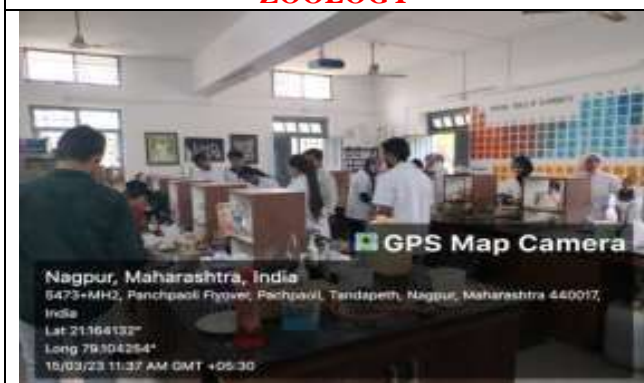 ZOOLOGY
GPS Map Camera
Nagpur, Maharashtra, India
5473+MH2, Panchpaoli Flyover, Pachpaoli, Tandapeth, Nagpur, Maharashtra 440017,
India
Lat 21.164132°
Long 79.104254°
15/03/23 11:37 AM GMT +05:30